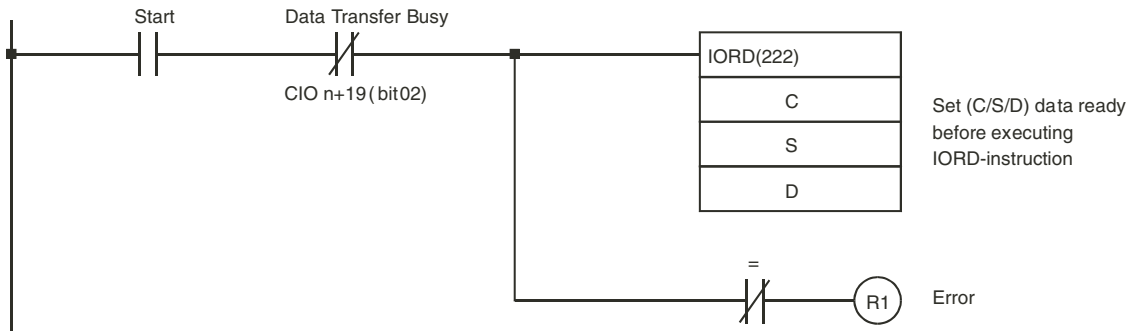 Start
Data Transfer Busy
CIO n+19 (bit02)
IORD(222)
C
S
D
Set (C/S/D) data ready
before executing
IORD-instruction
=
R1
Error